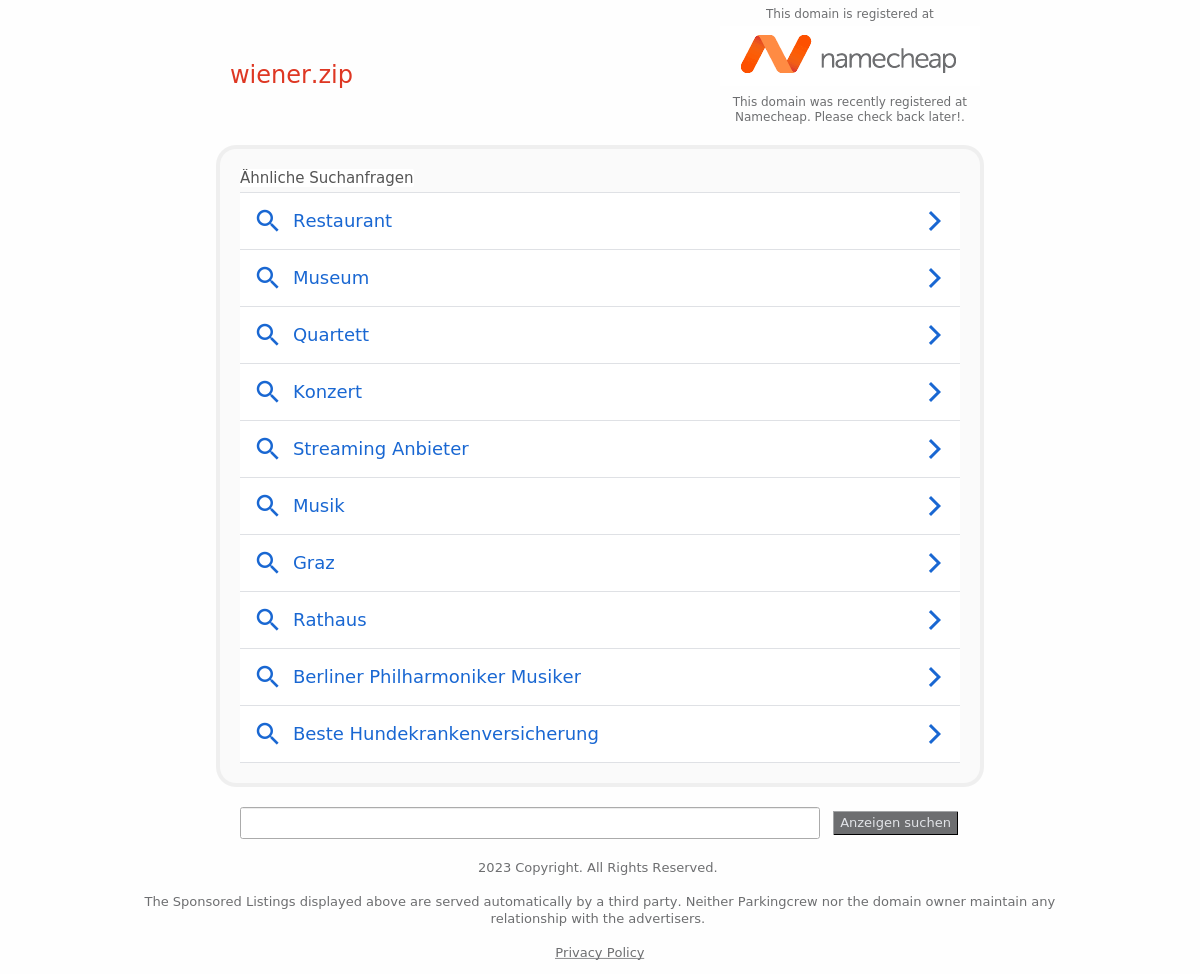 This domain is registered at
wiener.zip
namecheap
This domain was recently registered at
Namecheap. Please check back later!.
Ähnliche Suchanfragen
Restaurant
Museum
Quartett
Konzert
Streaming Anbieter
Musik
Graz
Rathaus
Berliner Philharmoniker Musiker
Beste Hundekrankenversicherung
Anzeigen suchen
2023 Copyright. All Rights Reserved.
The Sponsored Listings displayed above are served automatically by a third party. Neither Parkingcrew nor the domain owner maintain any
relationship with the advertisers.
Privacy Policy